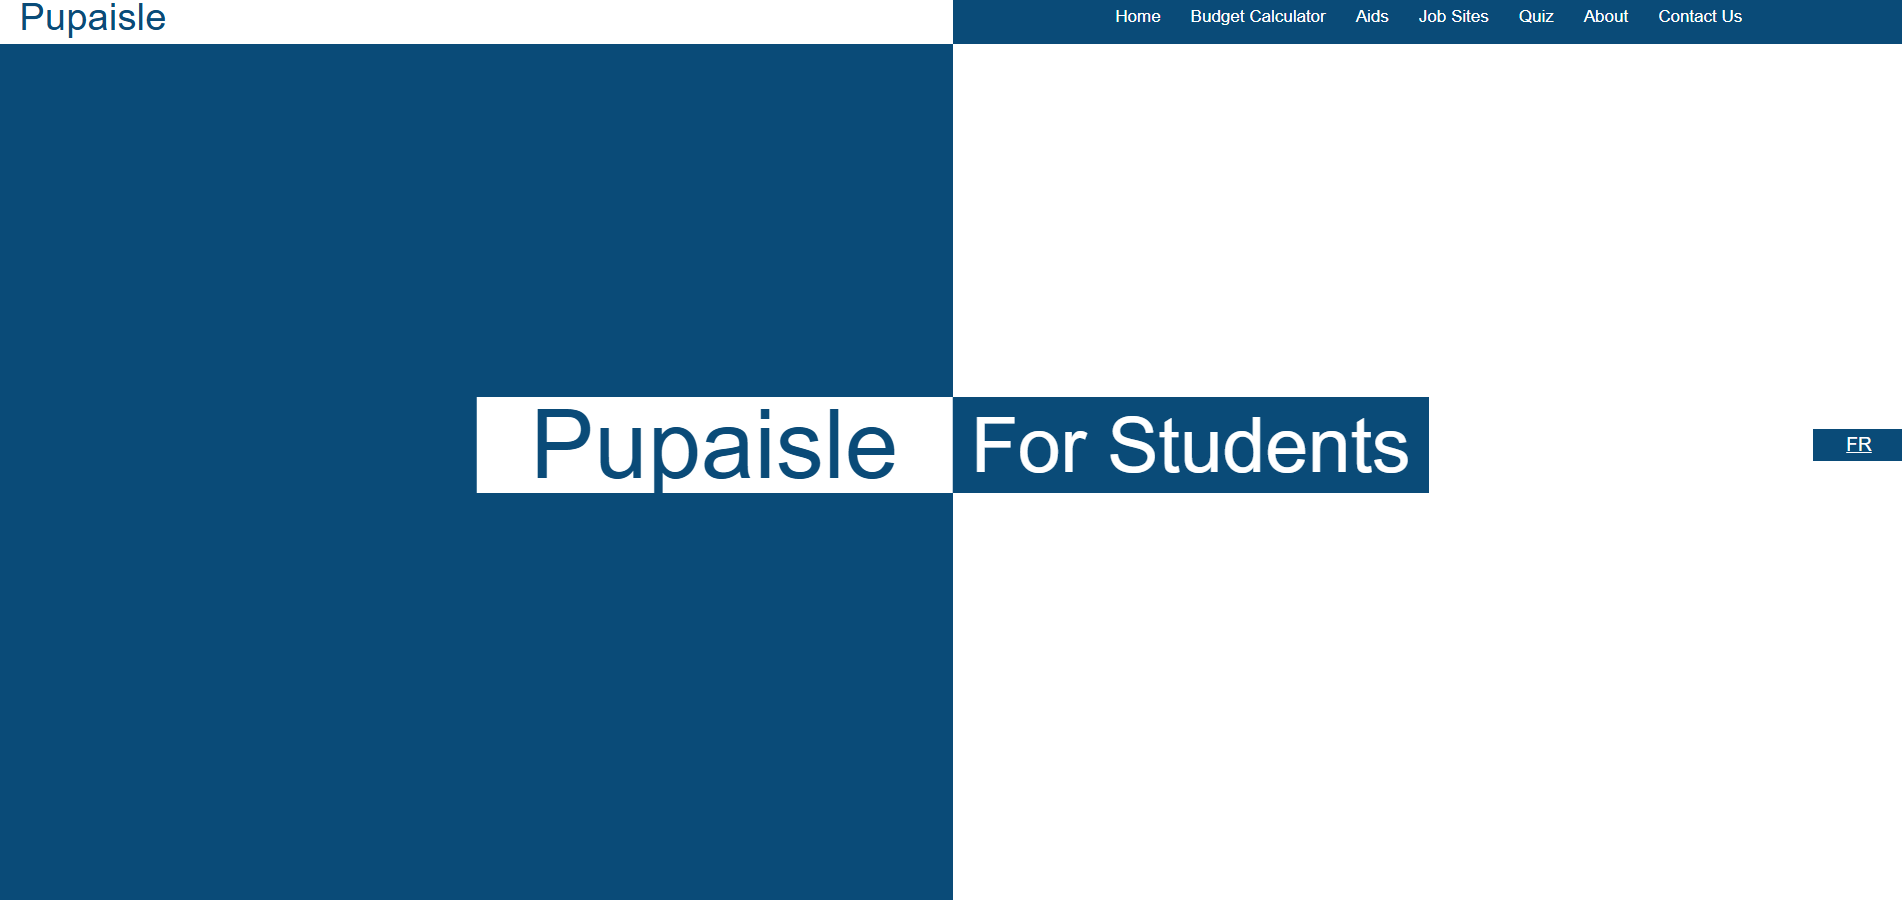 Pupaisle
Home Budget Calculator Aids Job Sites Quiz About Contact Us
Pupaisle For Students
FR